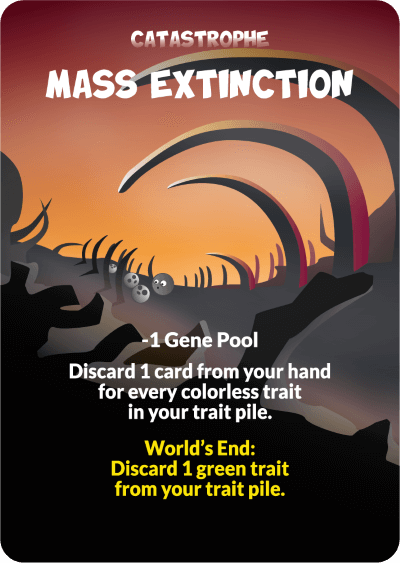 CATASTROPHE
MASS EXTINCTION
-1 Gene Pool
Discard 1 card from your hand
for every colorless trait
in your trait pile.
World's End:
Discard 1 green trait
from your trait pile.